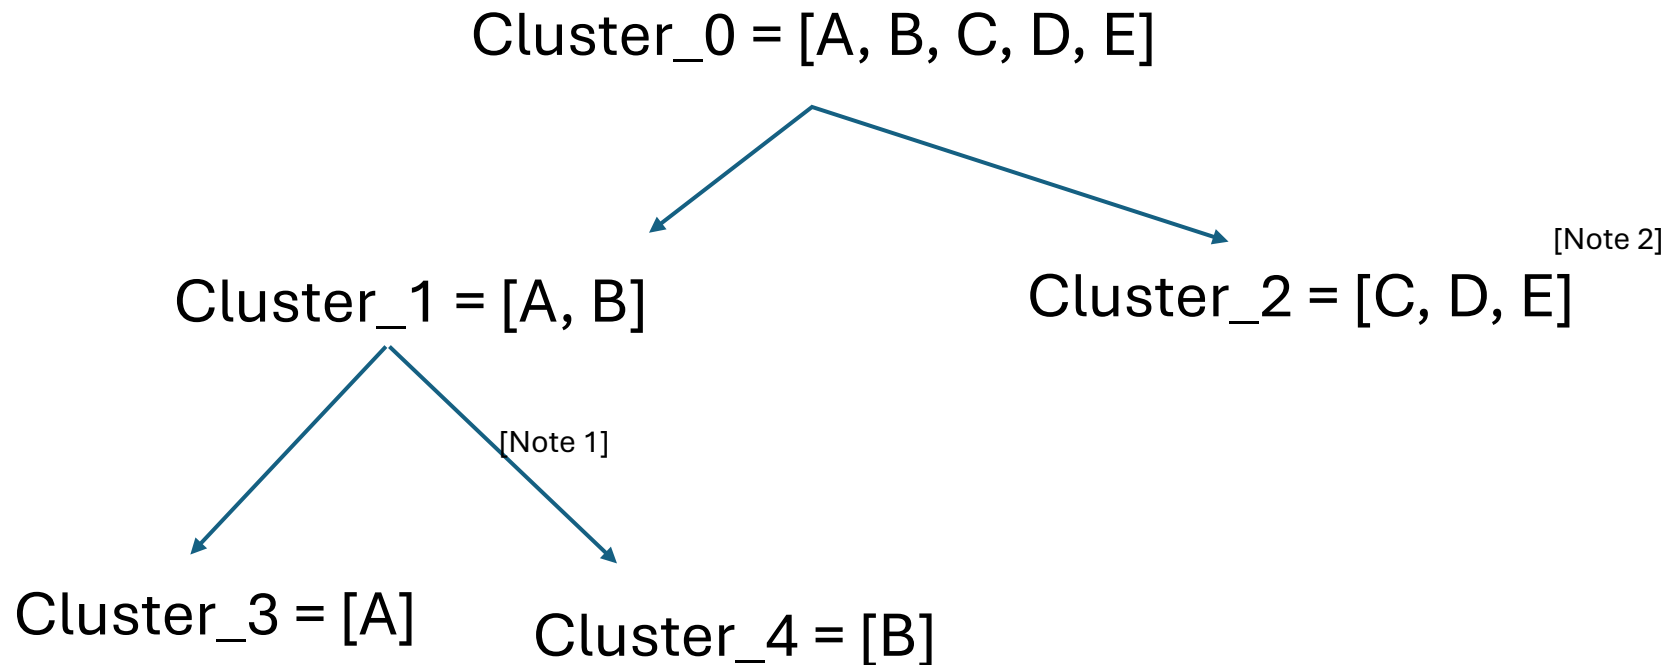 Cluster_0 = [A, B, C, D, E]
[Note 2]
Cluster_1 = [A, B]
Cluster_2 = [C, D, E]
[Note 1]
Cluster_3 = [A]
Cluster_4 = [B]